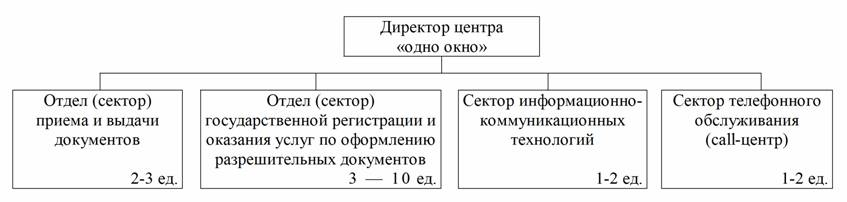 Директор центра
«одно окно»
Отдел (сектор)
приема и выдачи
документов
2-3 ед.
Отдел (сектор)
государственной регистрации и
оказания услуг по оформлению
разрешительных документов
3 — 10 ед.
Сектор информационно-
коммуникационных
технологий
1-2 ед.
Сектор телефонного
обслуживания
(call-центр)
1-2 ед.